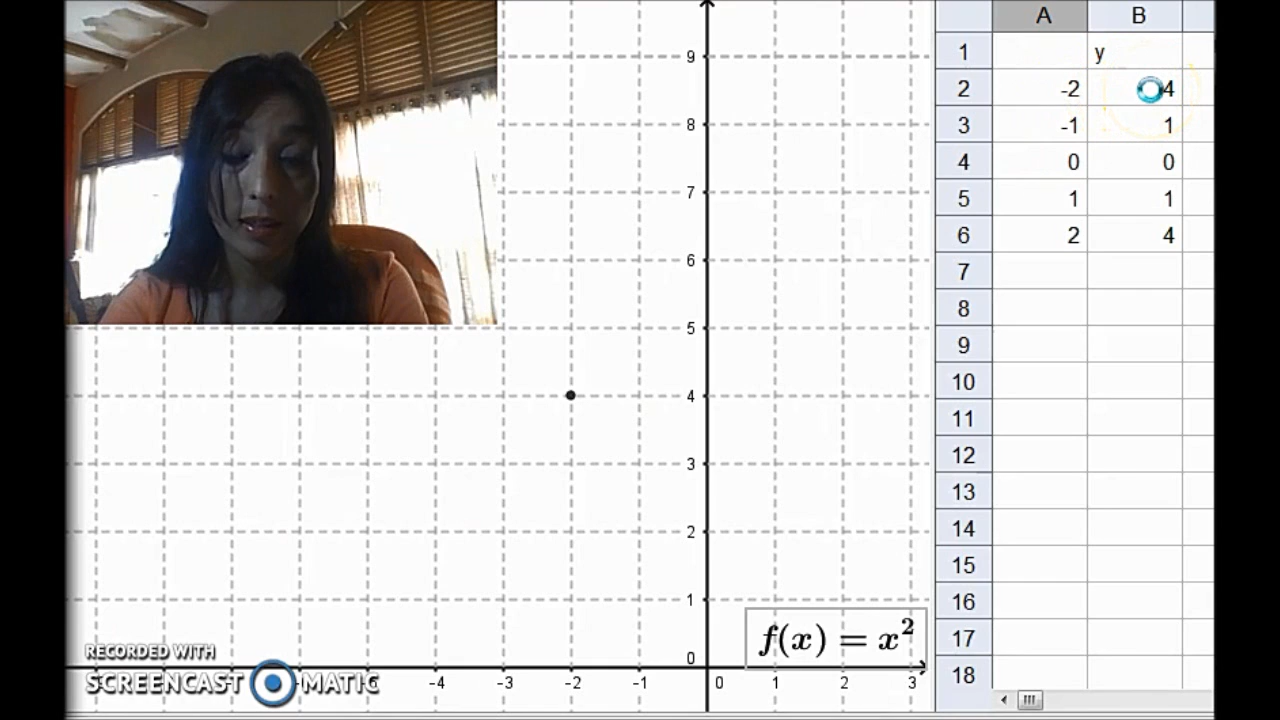 A B
1 y
2 -2 4
3 -1 1
4 0 0
5 1 1
6 2 4
7
8
9
10
11
12
13
14
15
16
17
18
9
8
7
6
5
4
3
2
1
0
-4 -3 -2 -1 0 1 2 3
f(x) = x²
RECORDED WITH
SCREENCAST MATIC